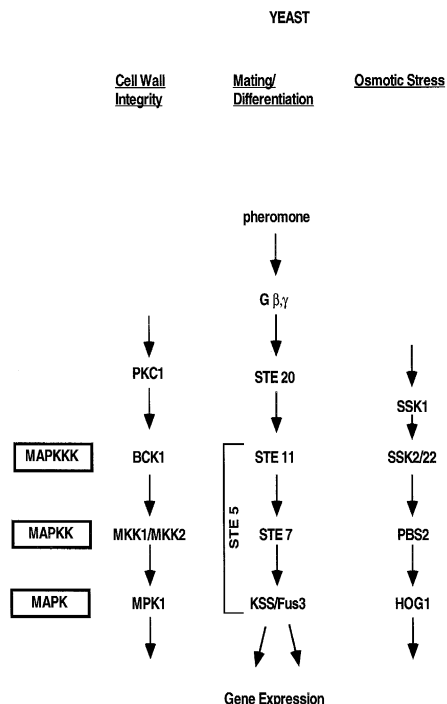 YEAST
Cell Wall
Integrity
Mating/
Differentiation
Osmotic Stress
pheromone
G β,γ
PKC1
STE 20
SSK1
MAPKKK
BCK1
STE 11
SSK2/22
STE 5
MAPKK
MKK1/MKK2
STE 7
PBS2
MAPK
MPK1
KSS/Fus3
HOG1
Gene Expression